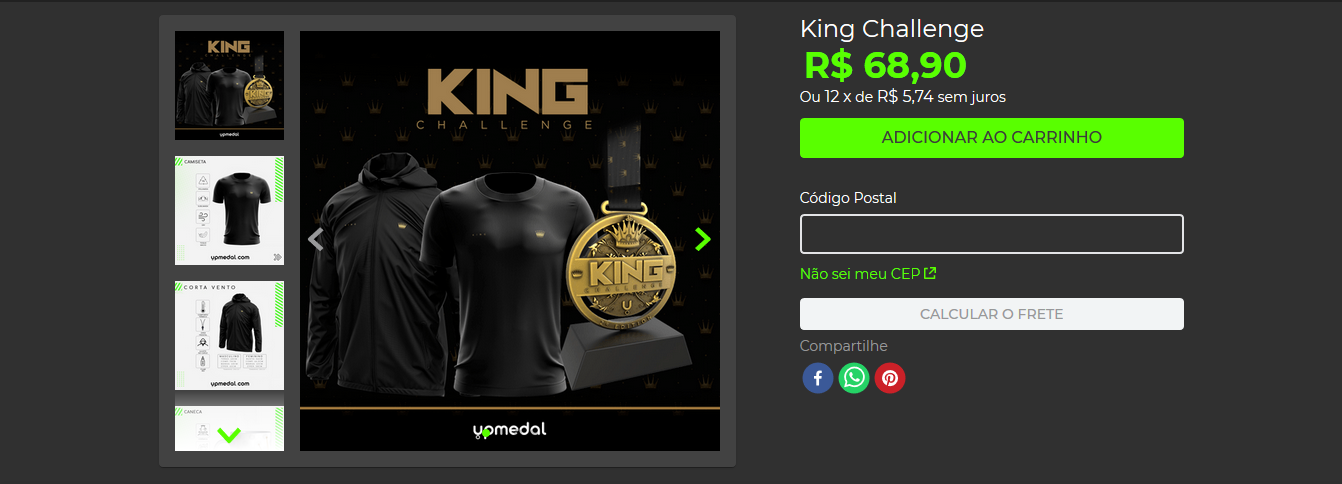 KING
CHALLENGE
upmedal
CAMISETA
upmedal.com
CORTA VENTO
upmedal.com
CANECA
KING
CHALLENGE
KING
CHALLENGE
EDITION
upmedal
King Challenge
R$ 68,90
Ou 12 x de R$ 5,74 sem juros
ADICIONAR AO CARRINHO
Código Postal
Não sei meu CEP
CALCULAR O FRETE
Compartilhe